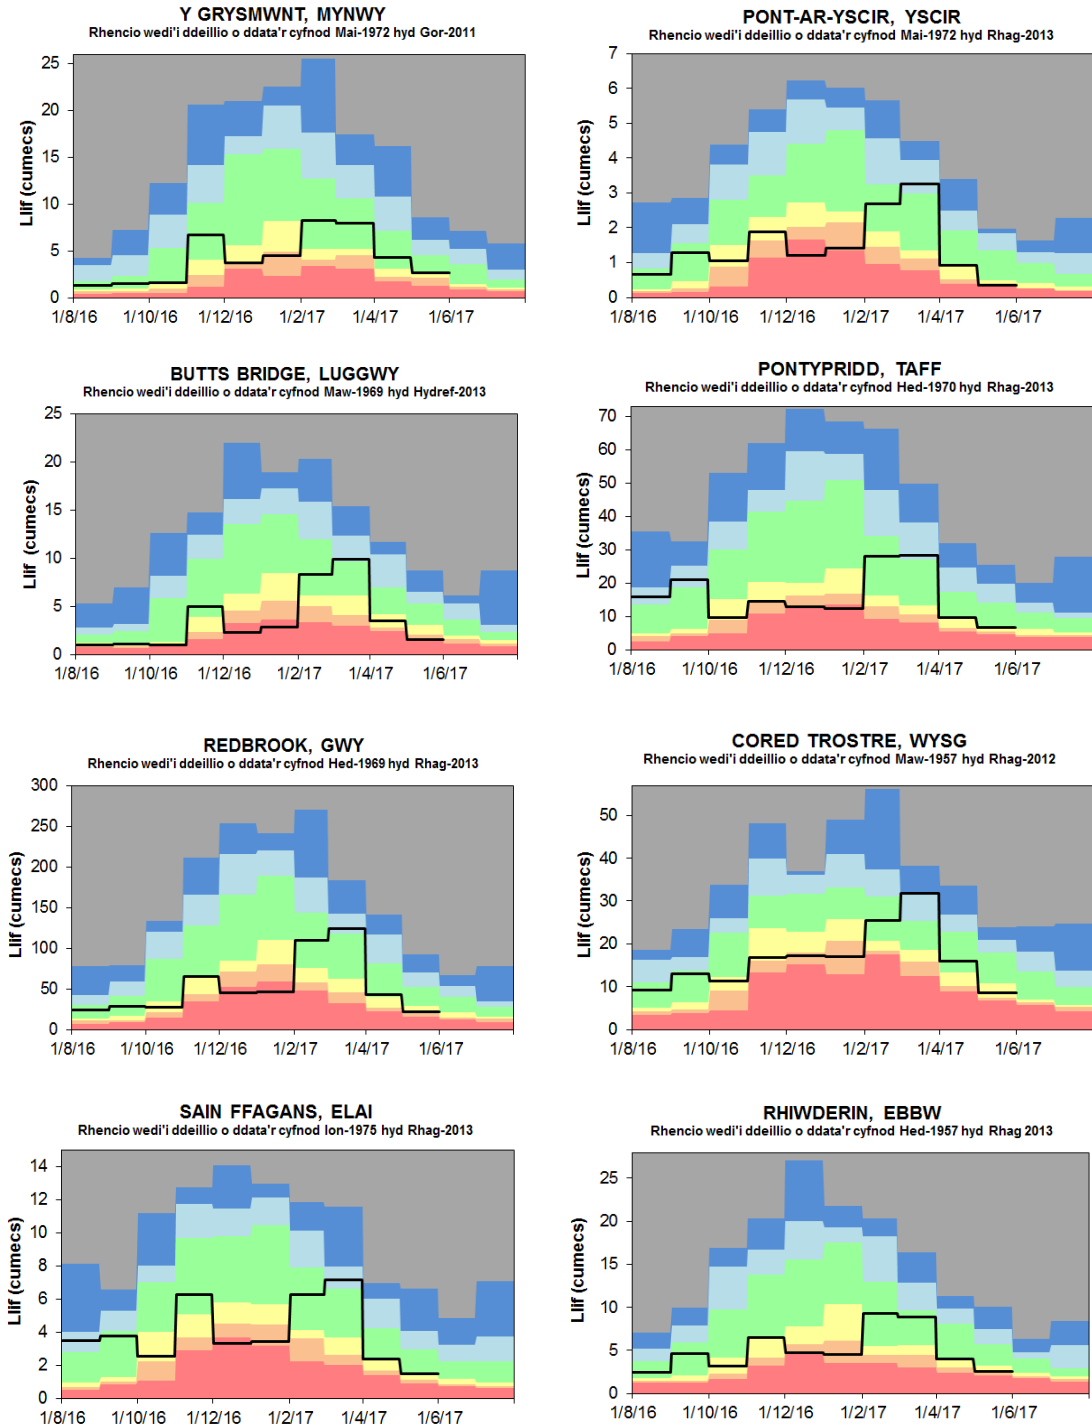 Y GRYSMWNT, MYNWY
Rhencio wedi'i ddeillio o ddata'r cyfnod Mai-1972 hyd Gor-2011
Llif (cumecs)
25
20
15
10
5
0
1/8/16 1/10/16 1/12/16 1/2/17 1/4/17 1/6/17
PONT-AR-YSCIR, YSCIR
Rhencio wedi'i ddeillio o ddata'r cyfnod Mai-1972 hyd Rhag-2013
Llif (cumecs)
7
6
5
4
3
2
1
0
1/8/16 1/10/16 1/12/16 1/2/17 1/4/17 1/6/17
BUTTS BRIDGE, LUGGWY
Rhencio wedi'i ddeillio o ddata'r cyfnod Maw-1969 hyd Hydref-2013
Llif (cumecs)
25
20
15
10
5
0
1/8/16 1/10/16 1/12/16 1/2/17 1/4/17 1/6/17
PONTYPRIDD, TAFF
Rhencio wedi'i ddeillio o ddata'r cyfnod Hed-1970 hyd Rhag-2013
Llif (cumecs)
70
60
50
40
30
20
10
0
1/8/16 1/10/16 1/12/16 1/2/17 1/4/17 1/6/17
REDBROOK, GWY
Rhencio wedi'i ddeillio o ddata'r cyfnod Hed-1969 hyd Rhag-2013
Llif (cumecs)
300
250
200
150
100
50
0
1/8/16 1/10/16 1/12/16 1/2/17 1/4/17 1/6/17
CORED TROSTRE, WYSG
Rhencio wedi'i ddeillio o ddata'r cyfnod Maw-1957 hyd Rhag-2012
Llif (cumecs)
50
40
30
20
10
0
1/8/16 1/10/16 1/12/16 1/2/17 1/4/17 1/6/17
SAIN FFAGANS, ELAI
Rhencio wedi'i ddeillio o ddata'r cyfnod Ion-1975 hyd Rhag-2013
Llif (cumecs)
14
12
10
8
6
4
2
0
1/8/16 1/10/16 1/12/16 1/2/17 1/4/17 1/6/17
RHIWDERIN, EBBW
Rhencio wedi'i ddeillio o ddata'r cyfnod Hed-1957 hyd Rhag 2013
Llif (cumecs)
25
20
15
10
5
0
1/8/16 1/10/16 1/12/16 1/2/17 1/4/17 1/6/17